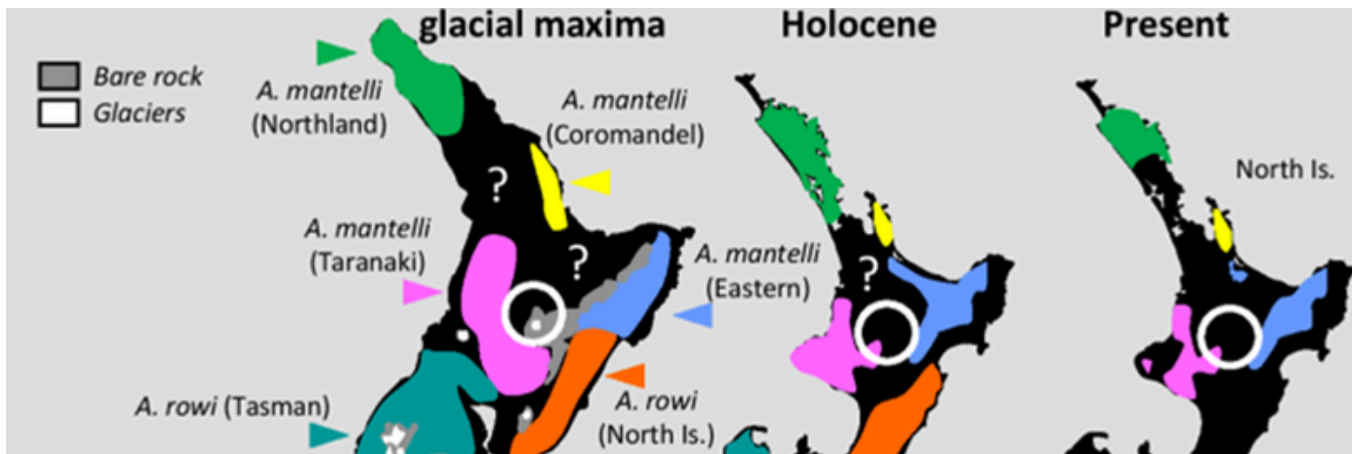 glacial maxima
Holocene
Present
Bare rock
Glaciers
A. mantelli
(Northland)
A. mantelli
(Coromandel)
North Is.
?
A. mantelli
(Taranaki)
?
A. mantelli
(Eastern)
?
A. rowi (Tasman)
A. rowi
(North Is.)